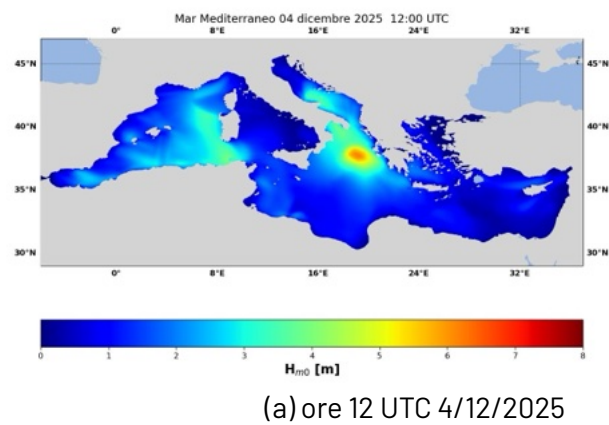 Mar Mediterraneo 04 dicembre 2025 12:00 UTC
0° 8°E 16°E 24°E 32°E
45°N 45°N
40°N 40°N
35°N 35°N
30°N 30°N
0° 8°E 16°E 24°E 32°E
0 1 2 3 4 5 6 7 8
Hm0 [m]
(a) ore 12 UTC 4/12/2025